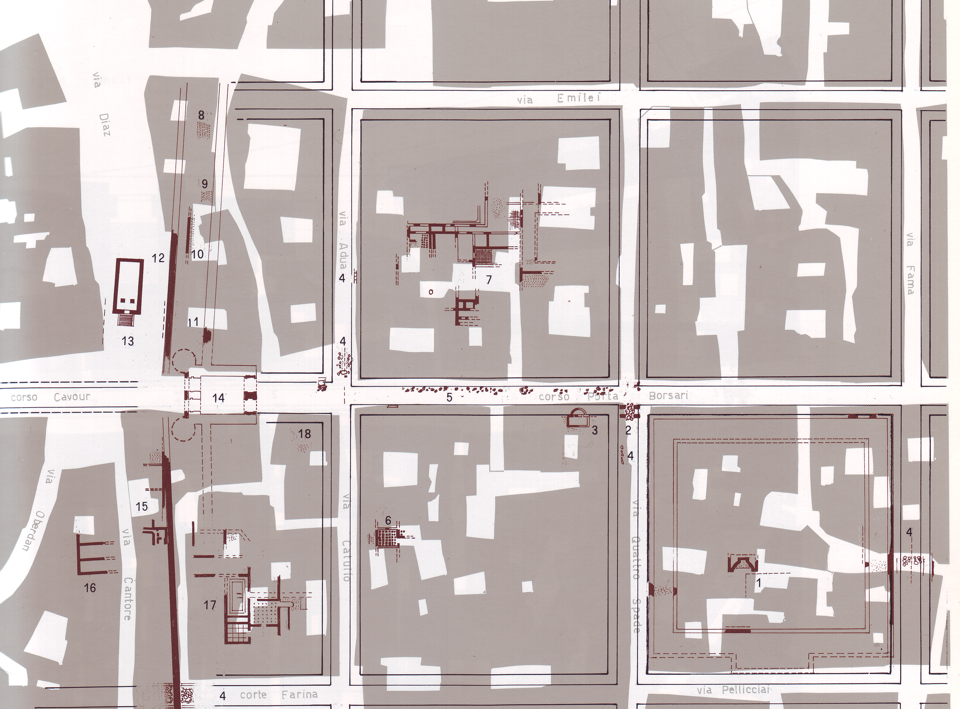 via Emilei
via Diaz
8
9
via Adua
via Fama
12
10
4
7
11
13
4
14
corso Cavour
5
corso Porta Borsari
18
3
2
4
via Oberdan
via Cantore
via Catullo
via Quattro Spade
6
15
4
16
17
1
4
corte Farina
via Pellicciai